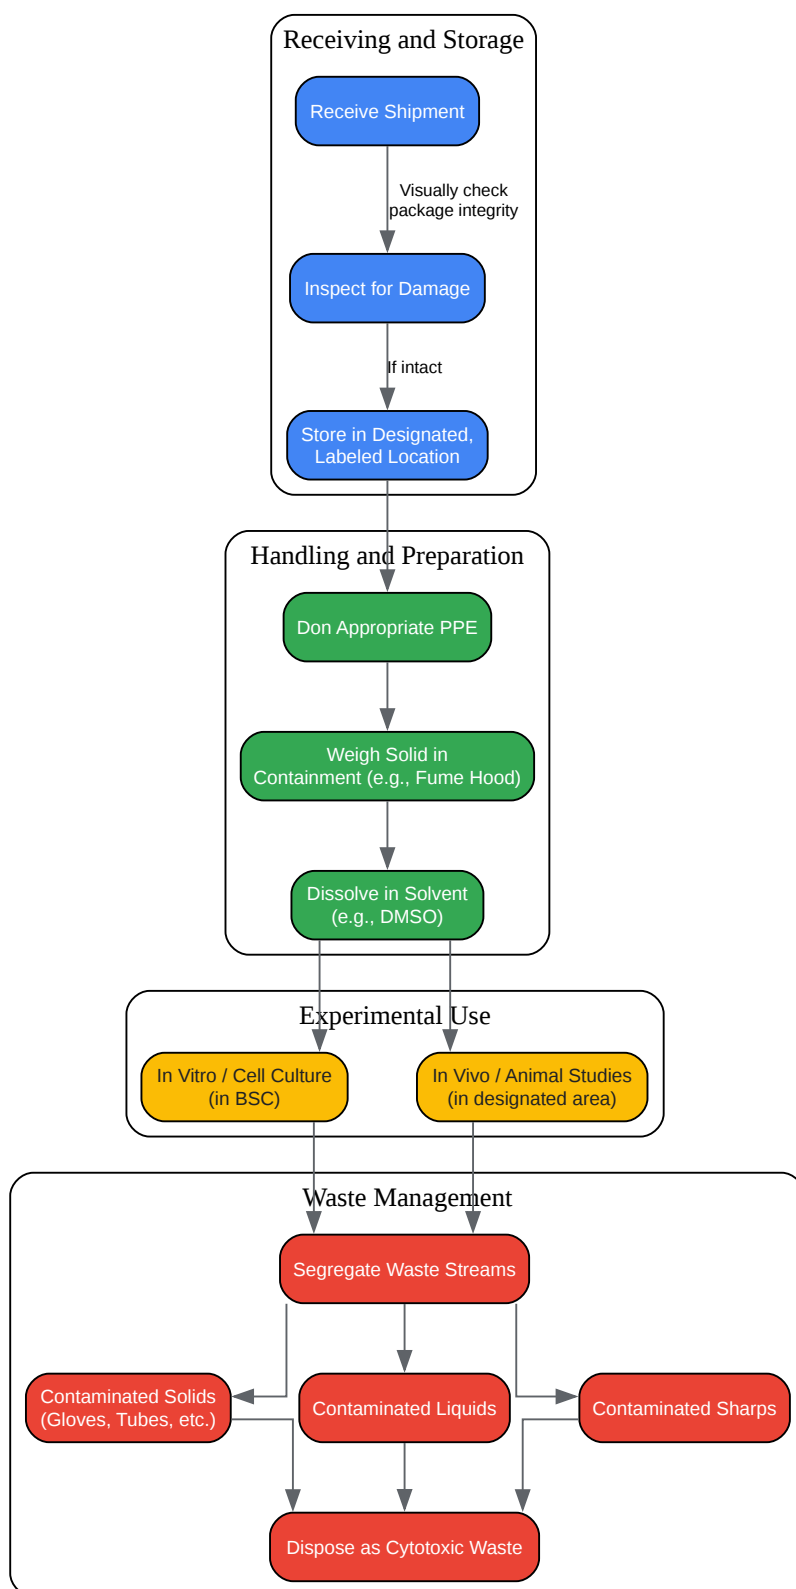 Receiving and Storage
Receive Shipment
Visually check
package integrity
Inspect for Damage
If intact
Store in Designated,
Labeled Location
Handling and Preparation
Don Appropriate PPE
Weigh Solid in
Containment (e.g., Fume Hood)
Dissolve in Solvent
(e.g., DMSO)
Experimental Use
In Vitro / Cell Culture
(in BSC)
In Vivo / Animal Studies
(in designated area)
Waste Management
Segregate Waste Streams
Contaminated Solids
(Gloves, Tubes, etc.)
Contaminated Liquids
Contaminated Sharps
Dispose as Cytotoxic Waste